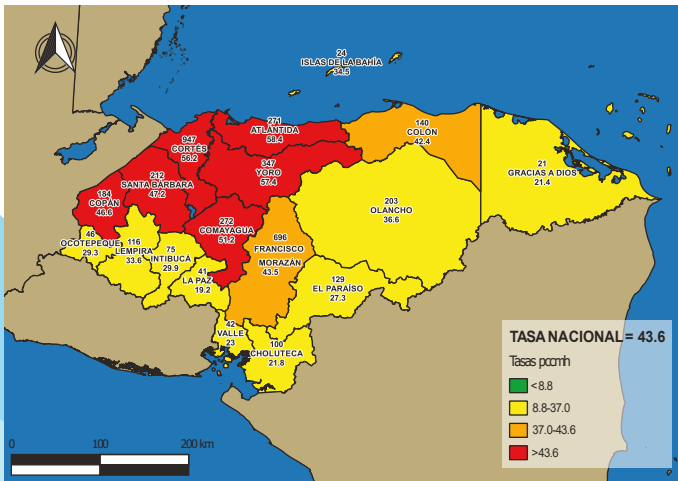 24
ISLAS DE LA BAHÍA
34.5
271
ATLÁNTIDA
58.4
140
COLÓN
42.4
947
CORTÉS
56.2
347
YORO
57.4
21
GRACIAS A DIOS
21.4
212
SANTA BARBARA
47.2
184
COPÁN
46.6
203
OLANCHO
36.6
272
COMAYAGUA
51.2
46
OCOTEPEQUE
29.3
116
LEMPIRA
33.6
75
INTIBUCÁ
29.9
696
FRANCISCO
MORAZÁN
43.5
41
LA PAZ
19.2
129
EL PARAÍSO
27.3
42
VALLE
23
100
CHOLUTECA
21.8
TASA NACIONAL = 43.6
Tasas pccmh
<8.8
8.8-37.0
37.0-43.6
>43.6
0 100 200 km